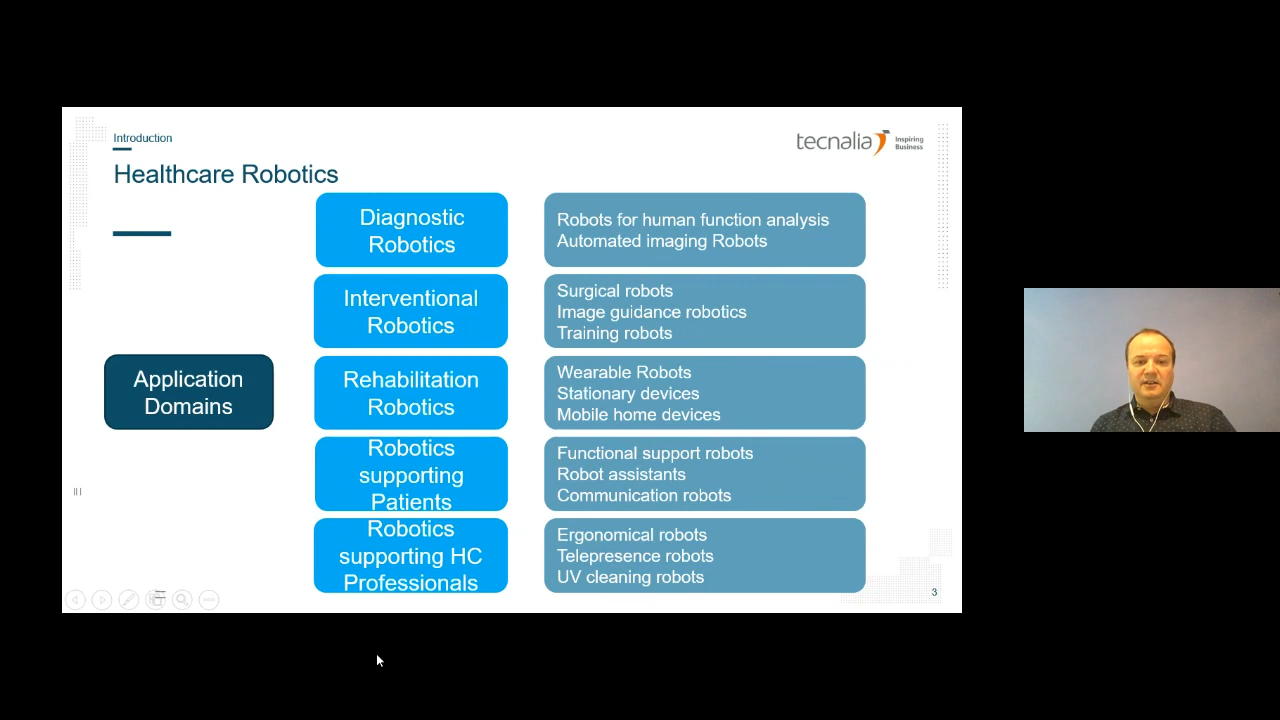 Introduction
tecnalia Inspiring
Business
Healthcare Robotics
Application
Domains
Diagnostic
Robotics
Robots for human function analysis
Automated imaging Robots
Interventional
Robotics
Surgical robots
Image guidance robotics
Training robots
Rehabilitation
Robotics
Wearable Robots
Stationary devices
Mobile home devices
Robotics
supporting
Patients
Functional support robots
Robot assistants
Communication robots
Robotics
supporting HC
Professionals
Ergonomical robots
Telepresence robots
UV cleaning robots
3